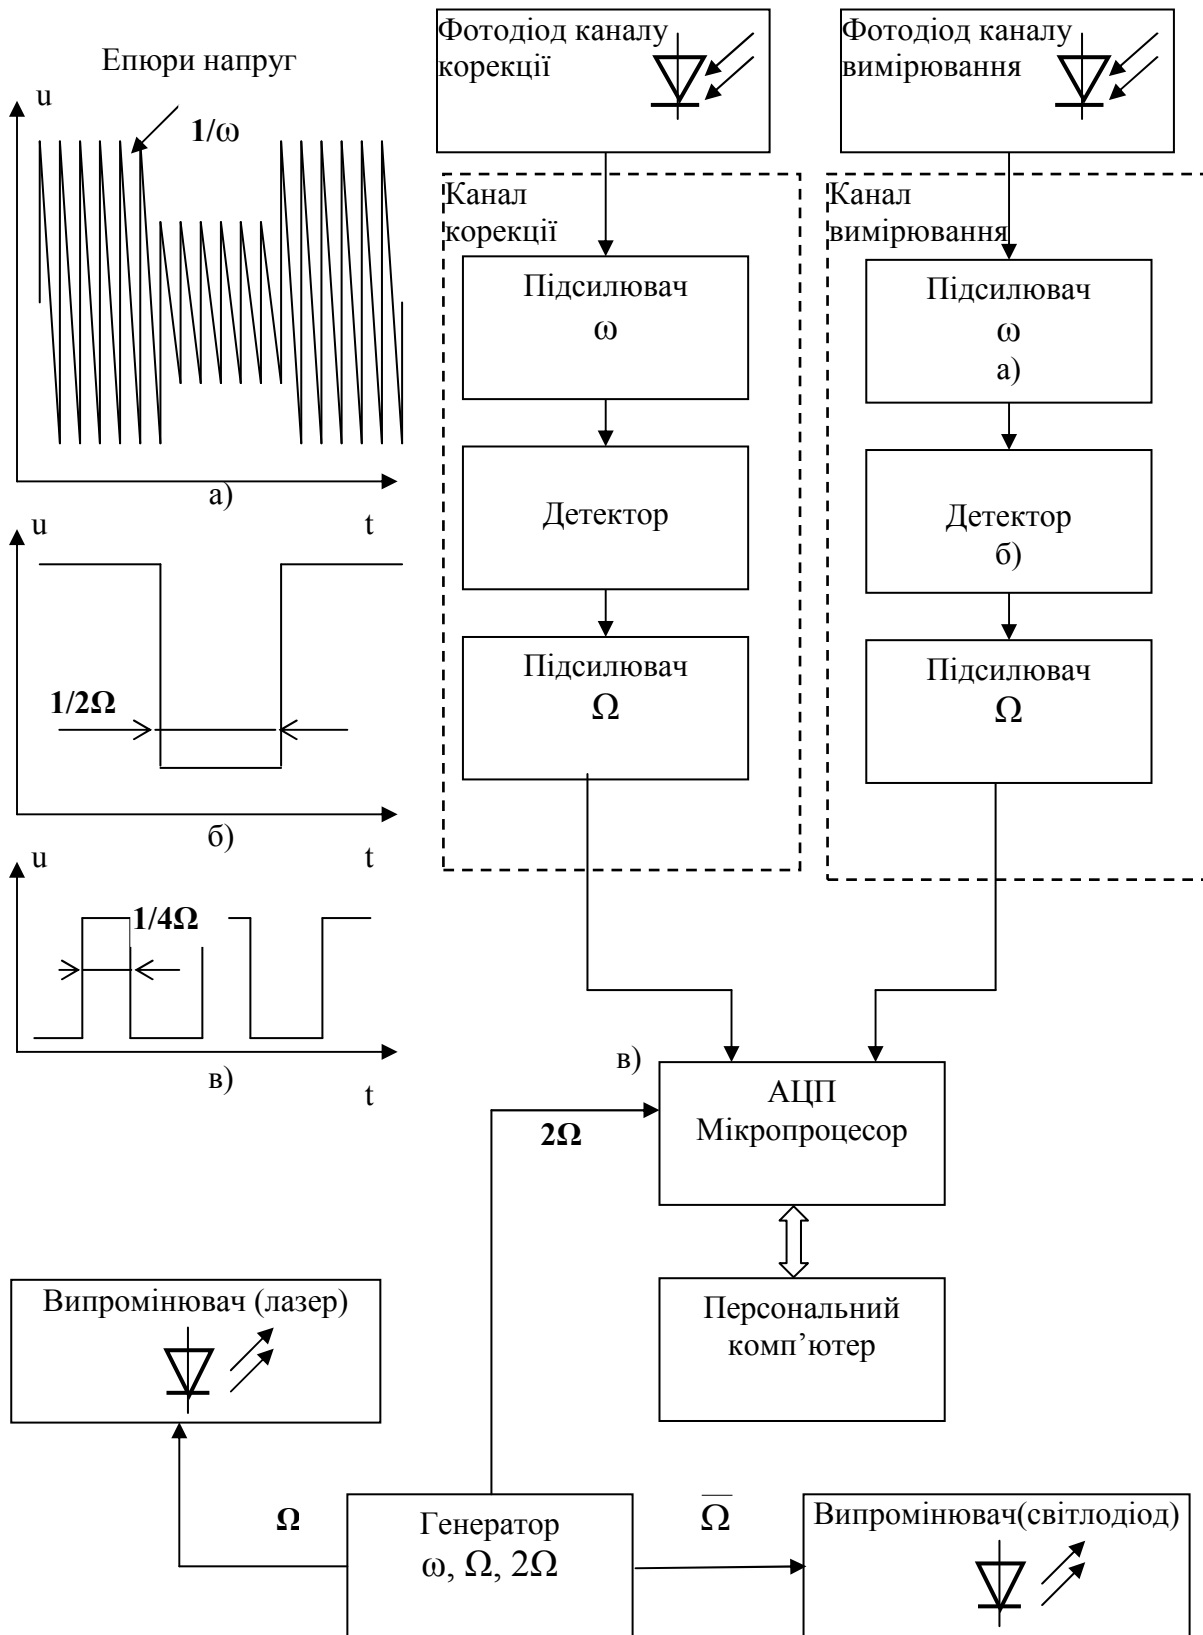 Епюри напруг
u
1/ω
а)
t
u
1/2Ω
б)
t
u
1/4Ω
в)
t
Фотодіод каналу
корекції
Канал
корекції
Підсилювач
ω
Детектор
Підсилювач
Ω
Фотодіод каналу
вимірювання
Канал
вимірювання
Підсилювач
ω
а)
Детектор
б)
Підсилювач
Ω
в)
2Ω
АЦП
Мікропроцесор
Персональний
комп’ютер
Випромінювач (лазер)
Ω
Генератор
ω, Ω, 2Ω
Ω̅
Випромінювач(світлодіод)